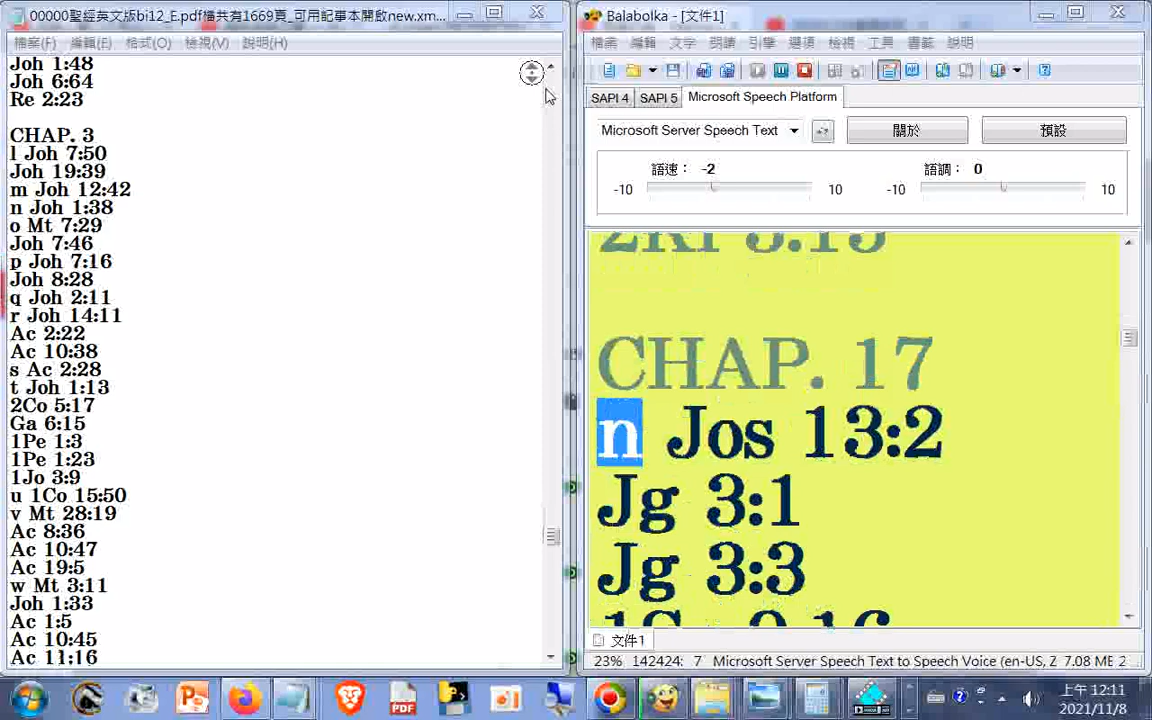 00000聖經英文版bi12_E.pdf檔共有1669頁_可用記事本開啟new.xm...
檔案(F) 編輯(E) 格式(O) 檢視(V) 說明(H)
Joh 1:48
Joh 6:64
Re 2:23
CHAP. 3
l Joh 7:50
Joh 19:39
m Joh 12:42
n Joh 1:38
o Mt 7:29
Joh 7:46
p Joh 7:16
Joh 8:28
q Joh 2:11
r Joh 14:11
Ac 2:22
Ac 10:38
s Ac 2:28
t Joh 1:13
2Co 5:17
Ga 6:15
1Pe 1:3
1Pe 1:23
1Jo 3:9
u 1Co 15:50
v Mt 28:19
Ac 8:36
Ac 10:47
Ac 19:5
w Mt 3:11
Joh 1:33
Ac 1:5
Ac 10:45
Ac 11:16
Balabolka - [文件1]
檔案 編輯 文字 朗讀 引擎 選項 檢視 工具 書籤 說明
SAPI 4 SAPI 5 Microsoft Speech Platform
Microsoft Server Speech Text 關於 預設
語速： -2 語調： 0
-10 10 -10 10
2Ki 3:13
CHAP. 17
n Jos 13:2
Jg 3:1
Jg 3:3
文件1
23% 142424: 7 Microsoft Server Speech Text to Speech Voice (en-US, Z 7.08 ME 2
PDF
上午 12:11
2021/11/8